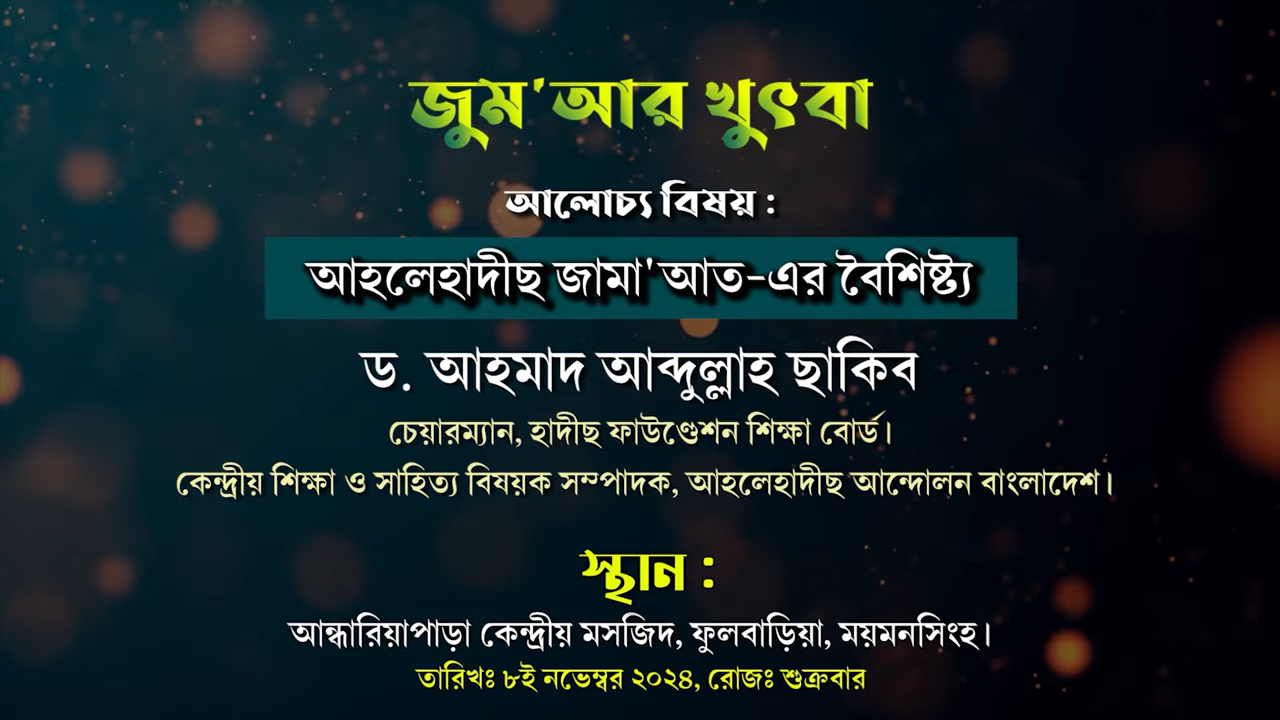 জুম'আর খুৎবা
আলোচ্য বিষয় :
আহলেহাদীছ জামা'আত-এর বৈশিষ্ট্য
ড. আহমাদ আব্দুল্লাহ ছাকিব
চেয়ারম্যান, হাদীছ ফাউণ্ডেশন শিক্ষা বোর্ড।
কেন্দ্রীয় শিক্ষা ও সাহিত্য বিষয়ক সম্পাদক, আহলেহাদীছ আন্দোলন বাংলাদেশ।
স্থান :
আন্ধারিয়াপাড়া কেন্দ্রীয় মসজিদ, ফুলবাড়িয়া, ময়মনসিংহ।
তারিখঃ ৮ই নভেম্বর ২০২৪, রোজঃ শুক্রবার